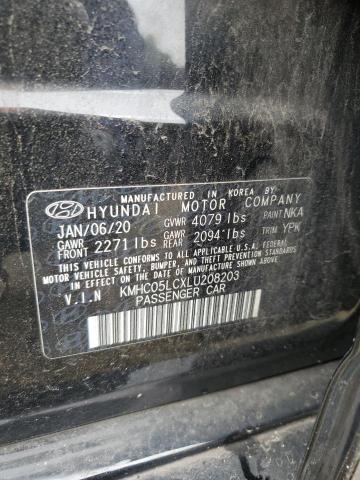 MANUFACTURED IN KOREA BY
HYUNDAI MOTOR COMPANY
JAN/06/20 GVWR 4079 lbs PAINT NKA
GAWR FRONT 2271 lbs GAWR REAR 2094 lbs TRIM YPK
THIS VEHICLE CONFORMS TO ALL APPLICABLE FEDERAL
MOTOR VEHICLE SAFETY, BUMPER, AND THEFT PREVENTION
STANDARDS IN EFFECT ON THE DATE OF MANUFACTURE
SHOWN ABOVE.
V.I.N KMHC05LCXLU208203
PASSENGER CAR